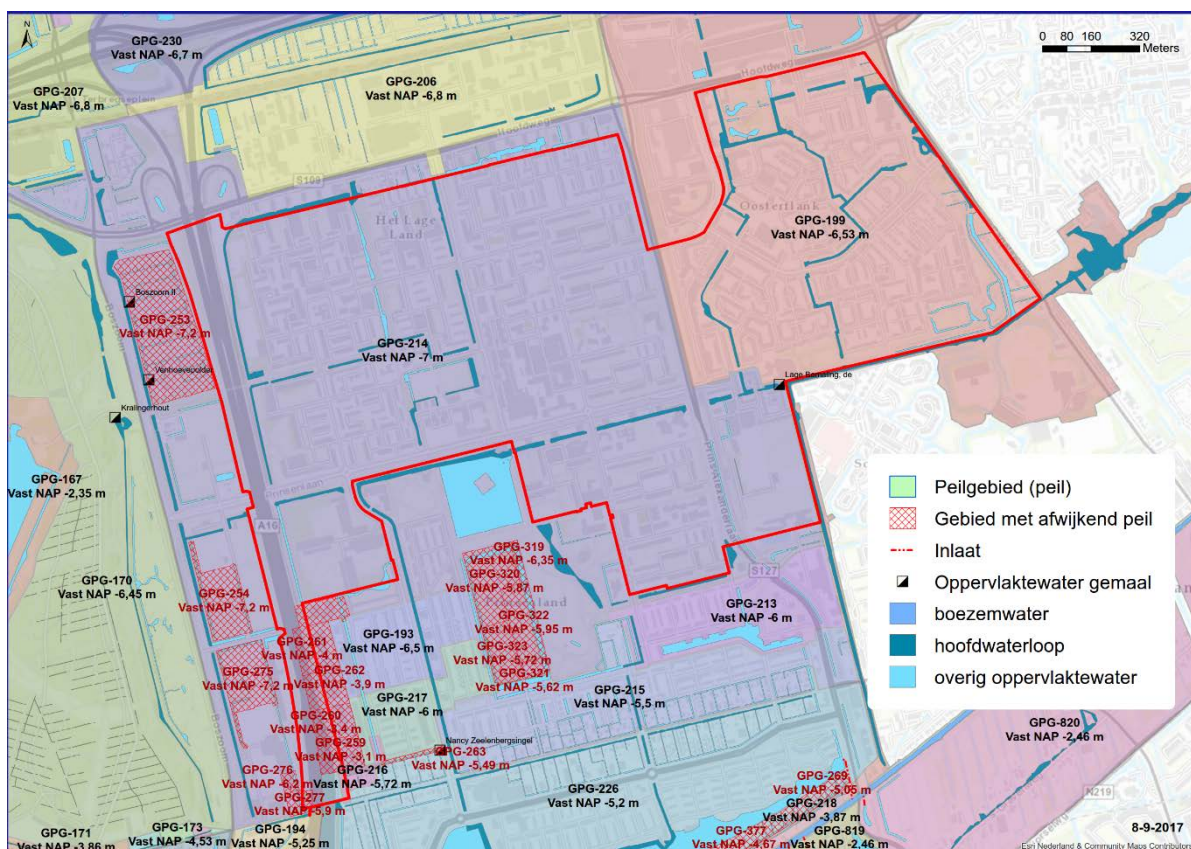 N
GPG-230
Vast NAP -6,7 m
0 80 160 320
Meters
GPG-207
Vast NAP -6,8 m
GPG-206
Vast NAP -6,8 m
Hoofdweg
Hoofdweg
S109
Het Lage
Land
Oosterflank
GPG-199
Vast NAP -6,53 m
Boszoom II
GPG-253
Vast NAP -7,2 m
GPG-214
Vast NAP -7 m
Venhoevepolder
Lage Bemaling, de
Kralingerhout
GPG-167
Vast NAP -2,35 m
Prinsenlaan
A16
GPG-319
Vast NAP -6,35 m
GPG-320
Vast NAP -5,87 m
GPG-322
Vast NAP -5,95 m
GPG-323
Vast NAP -5,72 m
GPG-321
Vast NAP -5,62 m
S127
GPG-170
Vast NAP -6,45 m
GPG-254
Vast NAP -7,2 m
GPG-213
Vast NAP -6 m
GPG-261
Vast NAP -4 m
GPG-193
Vast NAP -6,5 m
GPG-275
Vast NAP -7,2 m
GPG-262
Vast NAP -3,9 m
GPG-217
Vast NAP -6 m
GPG-215
Vast NAP -5,5 m
GPG-260
Vast NAP -3,4 m
GPG-259
Vast NAP -3,1 m
Nancy Zeelenbergsingel
GPG-263
Vast NAP -5,49 m
GPG-820
Vast NAP -2,46 m
GPG-276
Vast NAP -6,2 m
GPG-216
Vast NAP -5,72 m
GPG-277
Vast NAP -5,9 m
GPG-226
Vast NAP -5,2 m
GPG-269
Vast NAP -5,05 m
GPG-218
Vast NAP -3,87 m
N219
GPG-171
Vast NAP -3,86 m
GPG-173
Vast NAP -4,53 m
GPG-194
Vast NAP -5,25 m
GPG-377
Vast NAP -4,67 m
GPG-819
Vast NAP -2,46 m
Peilgebied (peil)
Gebied met afwijkend peil
Inlaat
Oppervlaktewater gemaal
boezemwater
hoofdwaterloop
overig oppervlaktewater
8-9-2017
Esri Nederland & Community Maps Contributors